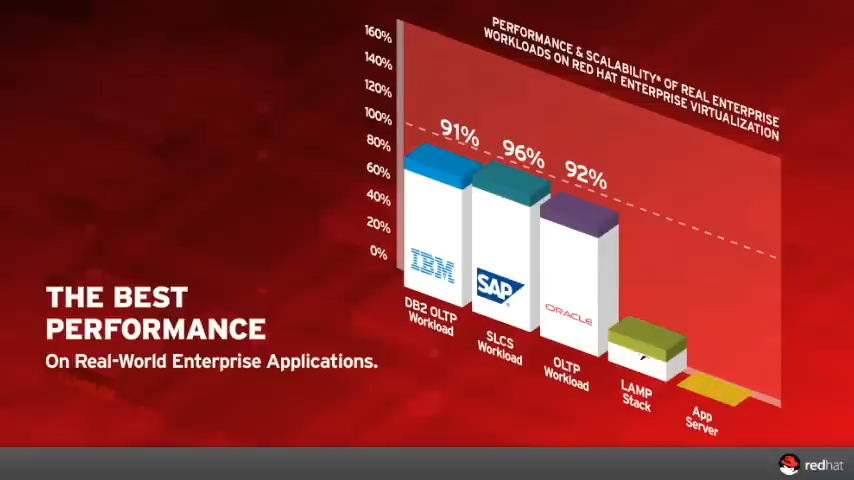 PERFORMANCE & SCALABILITY* OF REAL ENTERPRISE
WORKLOADS ON RED HAT ENTERPRISE VIRTUALIZATION
160%
140%
120%
100%
80%
60%
40%
20%
0%
91%
96%
92%
IBM
SAP
ORACLE
DB2 OLTP
Workload
SLCS
Workload
OLTP
Workload
LAMP
Stack
App
Server
THE BEST
PERFORMANCE
On Real-World Enterprise Applications.
redhat